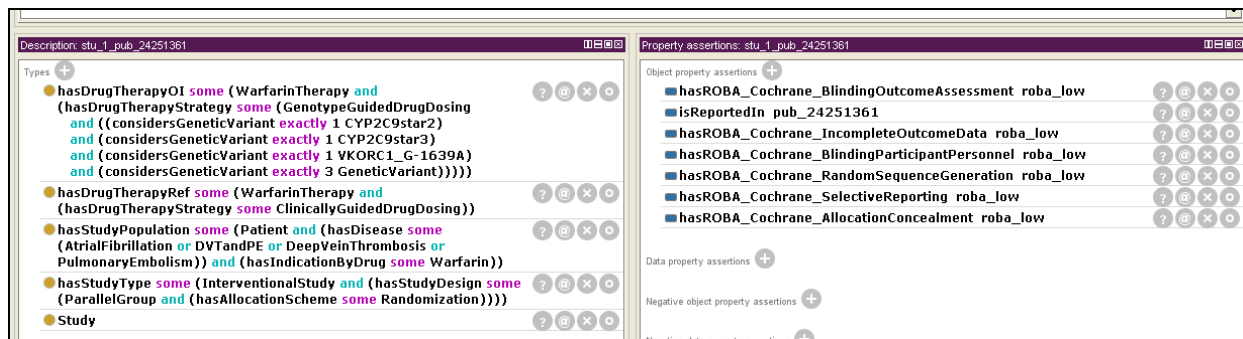 Description: stu_1_pub_24251361
Types
hasDrugTherapyOI some (WarfarinTherapy and
(hasDrugTherapyStrategy some (GenotypeGuidedDrugDosing
and ((considersGeneticVariant exactly 1 CYP2C9star2)
and (considersGeneticVariant exactly 1 CYP2C9star3)
and (considersGeneticVariant exactly 1 VKORC1_G-1639A)
and (considersGeneticVariant exactly 3 GeneticVariant)))))
hasDrugTherapyRef some (WarfarinTherapy and
(hasDrugTherapyStrategy some ClinicallyGuidedDrugDosing))
hasStudyPopulation some (Patient and (hasDisease some
(AtrialFibrillation or DVTandPE or DeepVeinThrombosis or
PulmonaryEmbolism)) and (hasIndicationByDrug some Warfarin))
hasStudyType some (InterventionalStudy and (hasStudyDesign some
(ParallelGroup and (hasAllocationScheme some Randomization))))
Study
Property assertions: stu_1_pub_24251361
Object property assertions
hasROBA_Cochrane_BlindingOutcomeAssessment roba_low
isReportedIn pub_24251361
hasROBA_Cochrane_IncompleteOutcomeData roba_low
hasROBA_Cochrane_BlindingParticipantPersonnel roba_low
hasROBA_Cochrane_RandomSequenceGeneration roba_low
hasROBA_Cochrane_SelectiveReporting roba_low
hasROBA_Cochrane_AllocationConcealment roba_low
Data property assertions
Negative object property assertions